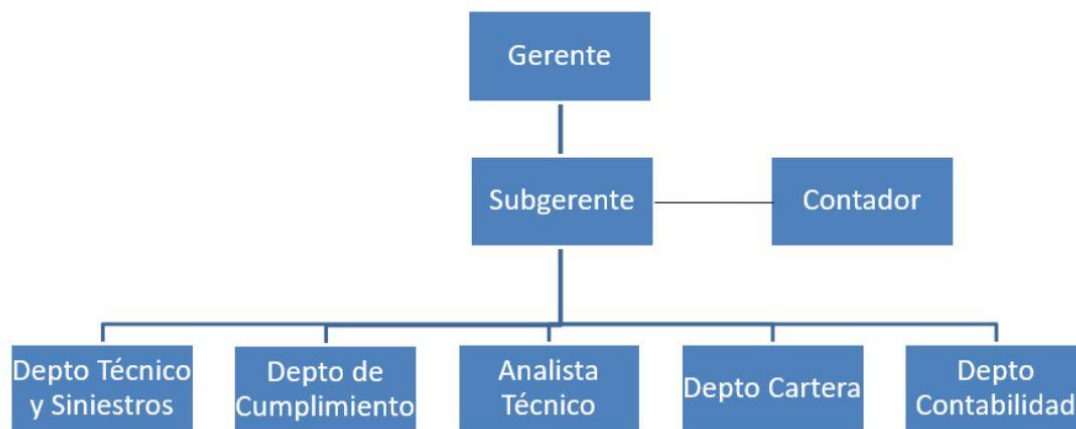 Gerente
Subgerente
Contador
Depto Técnico
y Siniestros
Depto de
Cumplimiento
Analista
Técnico
Depto Cartera
Depto
Contabilidad